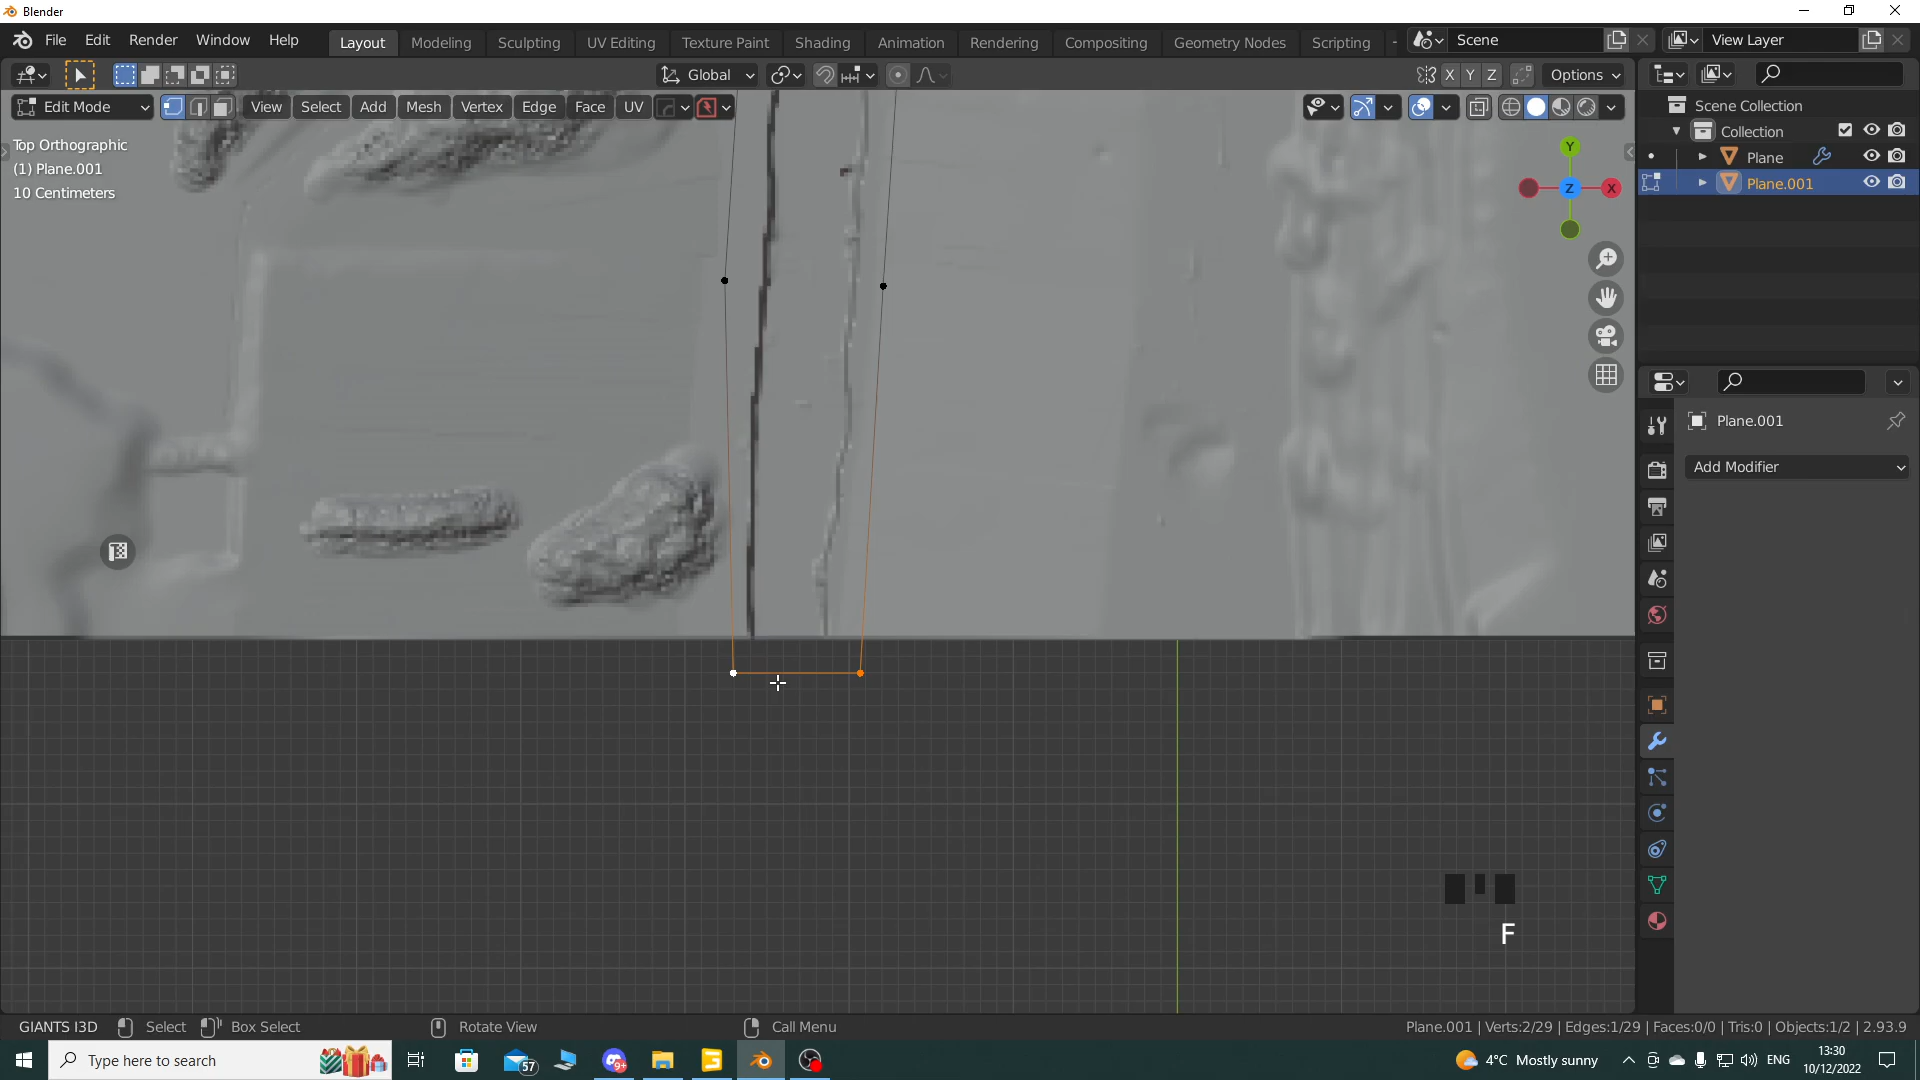 Blender
File Edit Render Window Help Layout Modeling Sculpting UV Editing Texture Paint Shading Animation Rendering Compositing Geometry Nodes Scripting Scene View Layer
Global X Y Z Options
Edit Mode View Select Add Mesh Vertex Edge Face UV
Scene Collection
Collection
Plane
Plane.001
Top Orthographic
(1) Plane.001
10 Centimeters
Y
Z X
Plane.001
Add Modifier
F
GIANTS I3D Select Box Select Rotate View Call Menu Plane.001 | Verts:2/29 | Edges:1/29 | Faces:0/0 | Tris:0 | Objects:1/2 | 2.93.9
Type here to search 57 9+ 4°C Mostly sunny ENG 13:30
10/12/2022